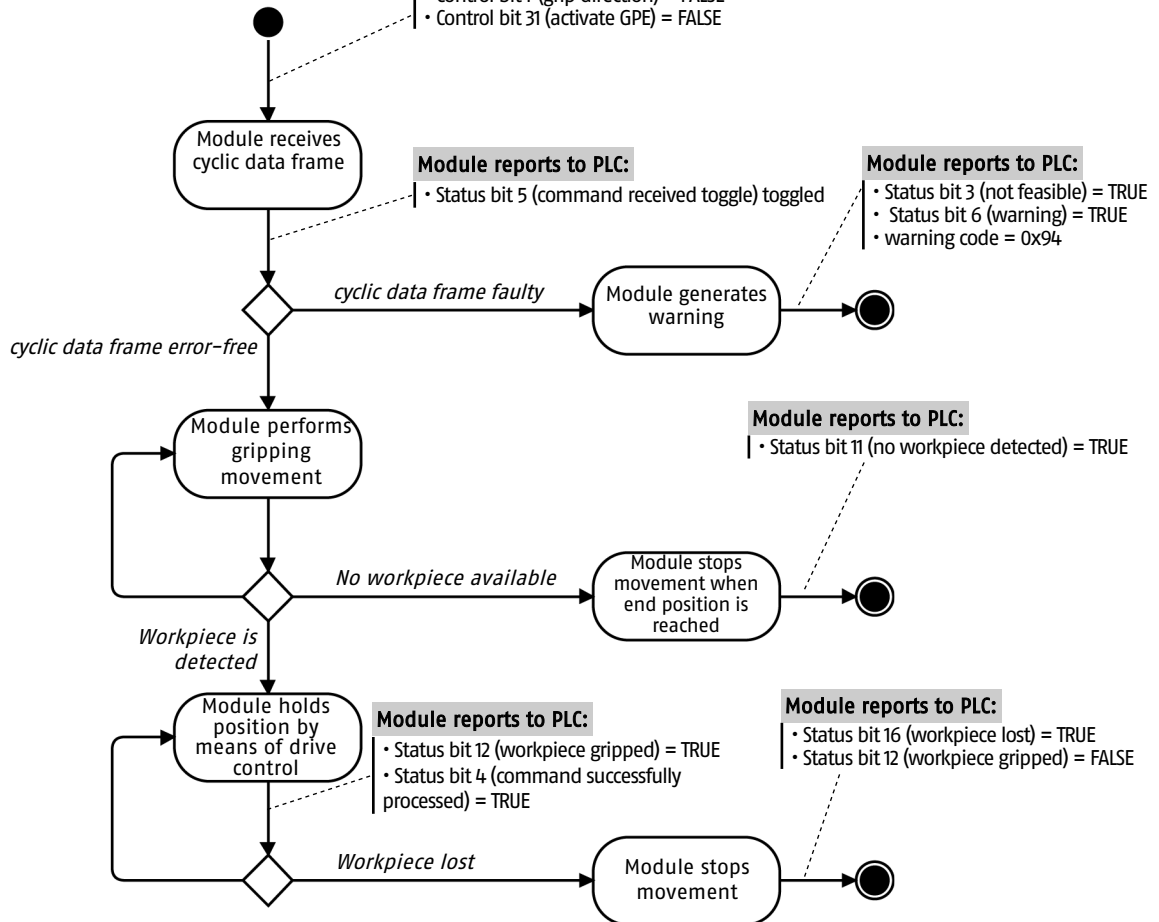 • Control bit 31 (activate GPE) = FALSE
Module receives
cyclic data frame
Module reports to PLC:
• Status bit 5 (command received toggle) toggled
Module reports to PLC:
• Status bit 3 (not feasible) = TRUE
• Status bit 6 (warning) = TRUE
• warning code = 0x94
cyclic data frame faulty
Module generates
warning
cyclic data frame error-free
Module performs
gripping
movement
Module reports to PLC:
• Status bit 11 (no workpiece detected) = TRUE
No workpiece available
Module stops
movement when
end position is
reached
Workpiece is
detected
Module holds
position by
means of drive
control
Module reports to PLC:
• Status bit 12 (workpiece gripped) = TRUE
• Status bit 4 (command successfully
processed) = TRUE
Module reports to PLC:
• Status bit 16 (workpiece lost) = TRUE
• Status bit 12 (workpiece gripped) = FALSE
Workpiece lost
Module stops
movement